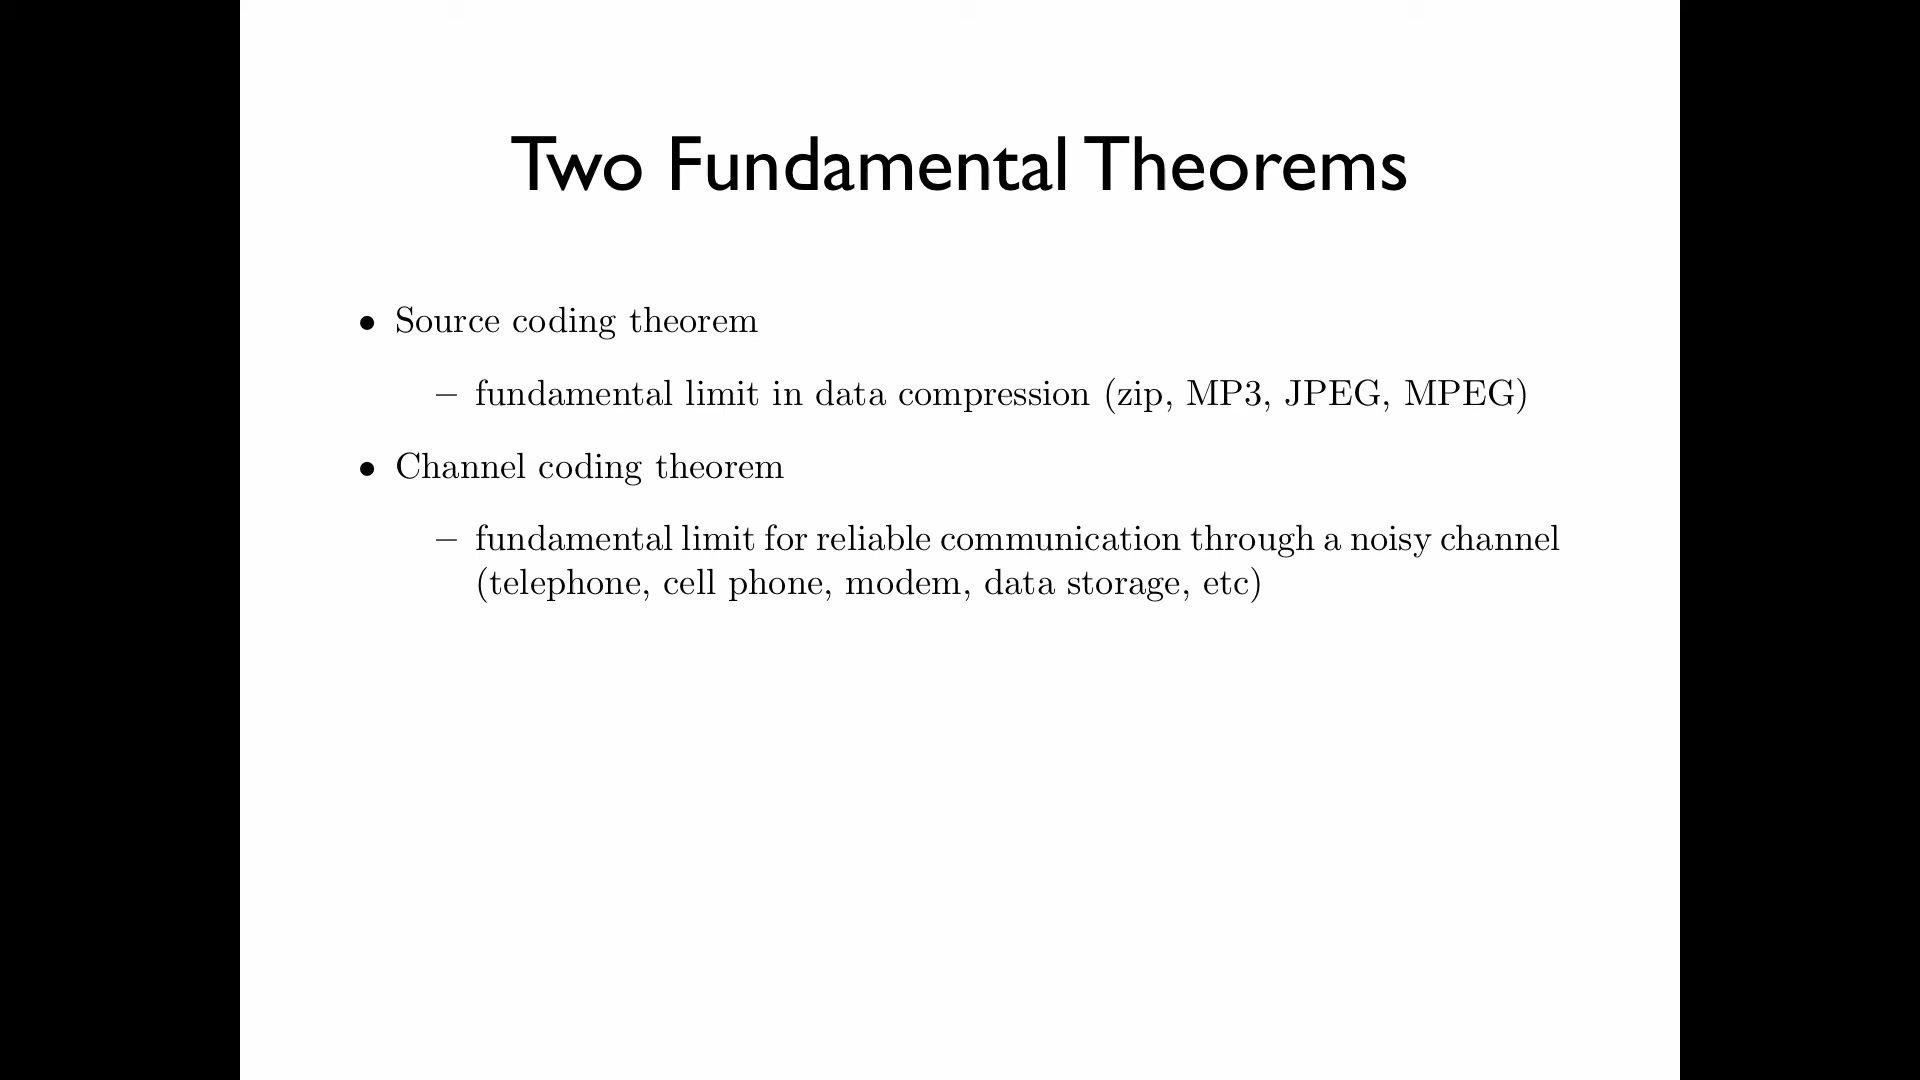 Two Fundamental Theorems
• Source coding theorem
– fundamental limit in data compression (zip, MP3, JPEG, MPEG)
• Channel coding theorem
– fundamental limit for reliable communication through a noisy channel
(telephone, cell phone, modem, data storage, etc)